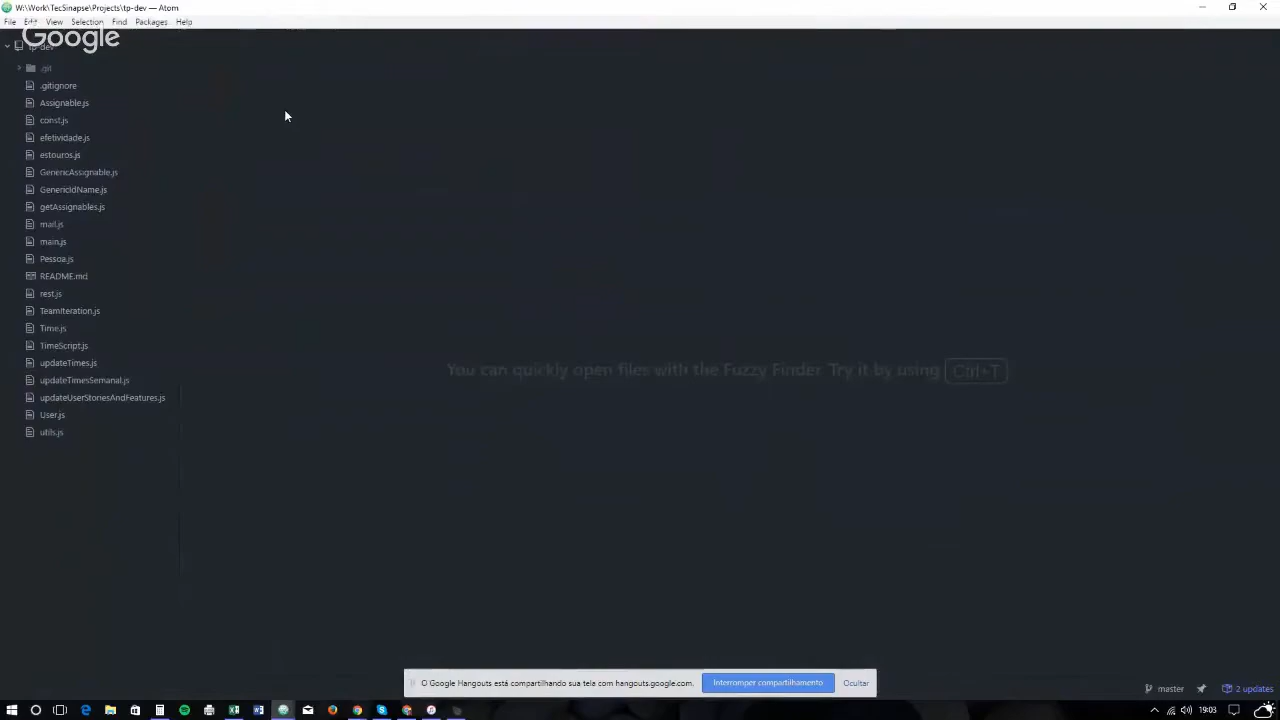 W:\Work\TecSinapse\Projects\tp-dev — Atom
File Edit View Selection Find Packages Help
Google
tp-dev
.git
.gitignore
Assignable.js
const.js
efetividade.js
estouros.js
GenericAssignable.js
GenericIdName.js
getAssignables.js
mail.js
main.js
Pessoa.js
README.md
rest.js
TeamIteration.js
Time.js
TimeScript.js
updateTimes.js
updateTimesSemanal.js
updateUserStoriesAndFeatures.js
User.js
utils.js
You can quickly open files with the Fuzzy Finder. Try it by using Ctrl+T
O Google Hangouts está compartilhando sua tela com hangouts.google.com. Interromper compartilhamento Ocultar
master 2 updates
19:03